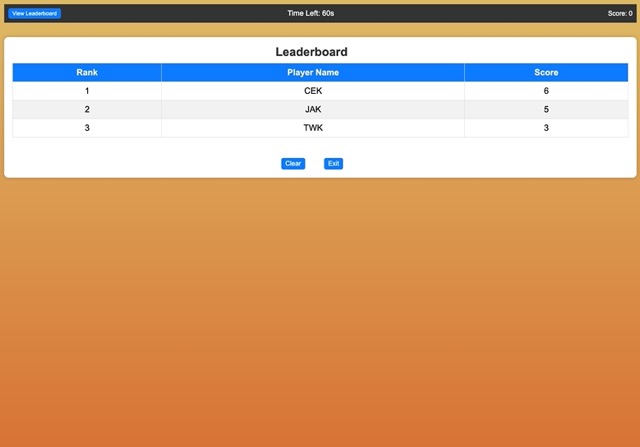 View Leaderboard Time Left: 60s Score: 0
Leaderboard
Rank Player Name Score
1 CEK 6
2 JAK 5
3 TWK 3
Clear Exit